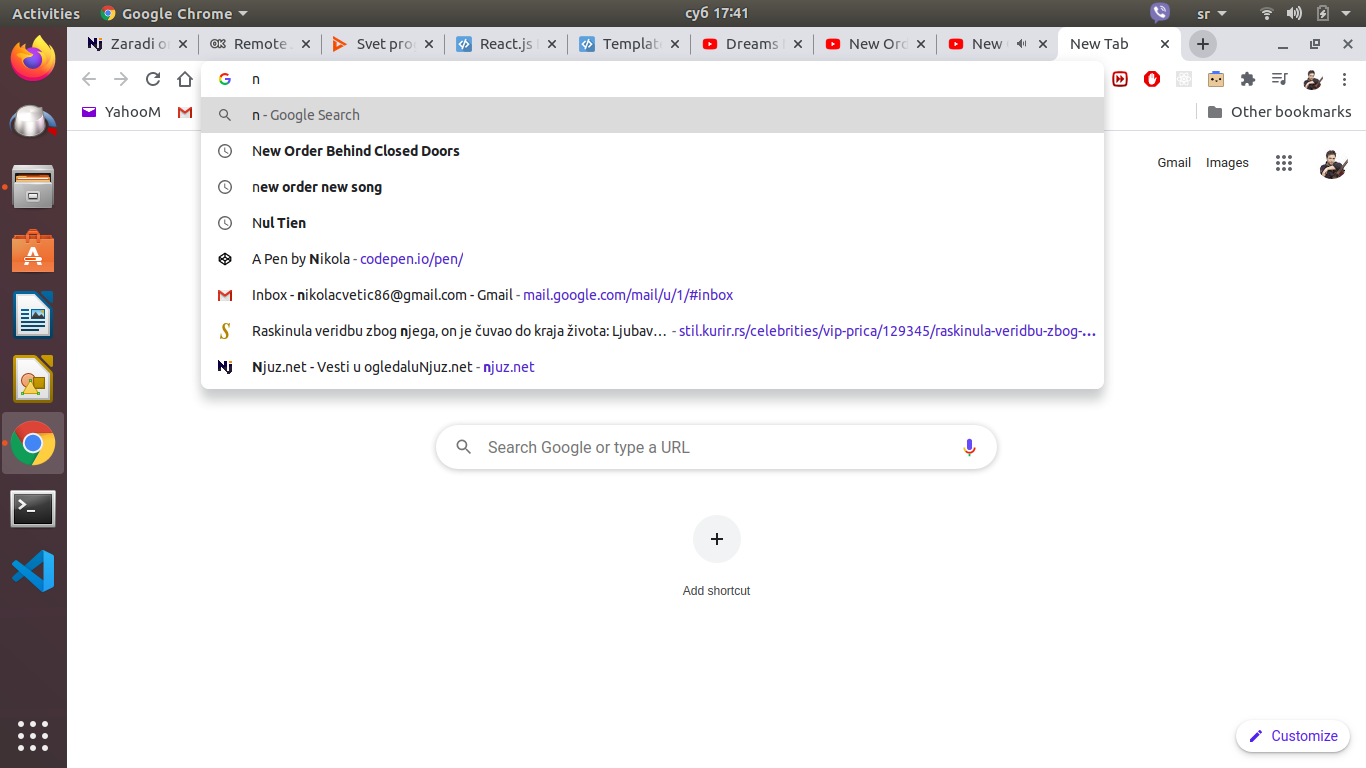 Activities Google Chrome суб 17:41 sr
Zaradi o Remote Svet pro React.js Templat Dreams New Ord New New Tab
n
YahooM Other bookmarks
n - Google Search
New Order Behind Closed Doors
new order new song
Nul Tien
A Pen by Nikola - codepen.io/pen/
Inbox - nikolacvetic86@gmail.com - Gmail - mail.google.com/mail/u/1/#inbox
Raskinula veridbu zbog njega, on je čuvao do kraja života: Ljubav… - stil.kurir.rs/celebrities/vip-prica/129345/raskinula-veridbu-zbog-…
Njuz.net - Vesti u ogledaluNjuz.net - njuz.net
Gmail Images
Search Google or type a URL
Add shortcut
Customize